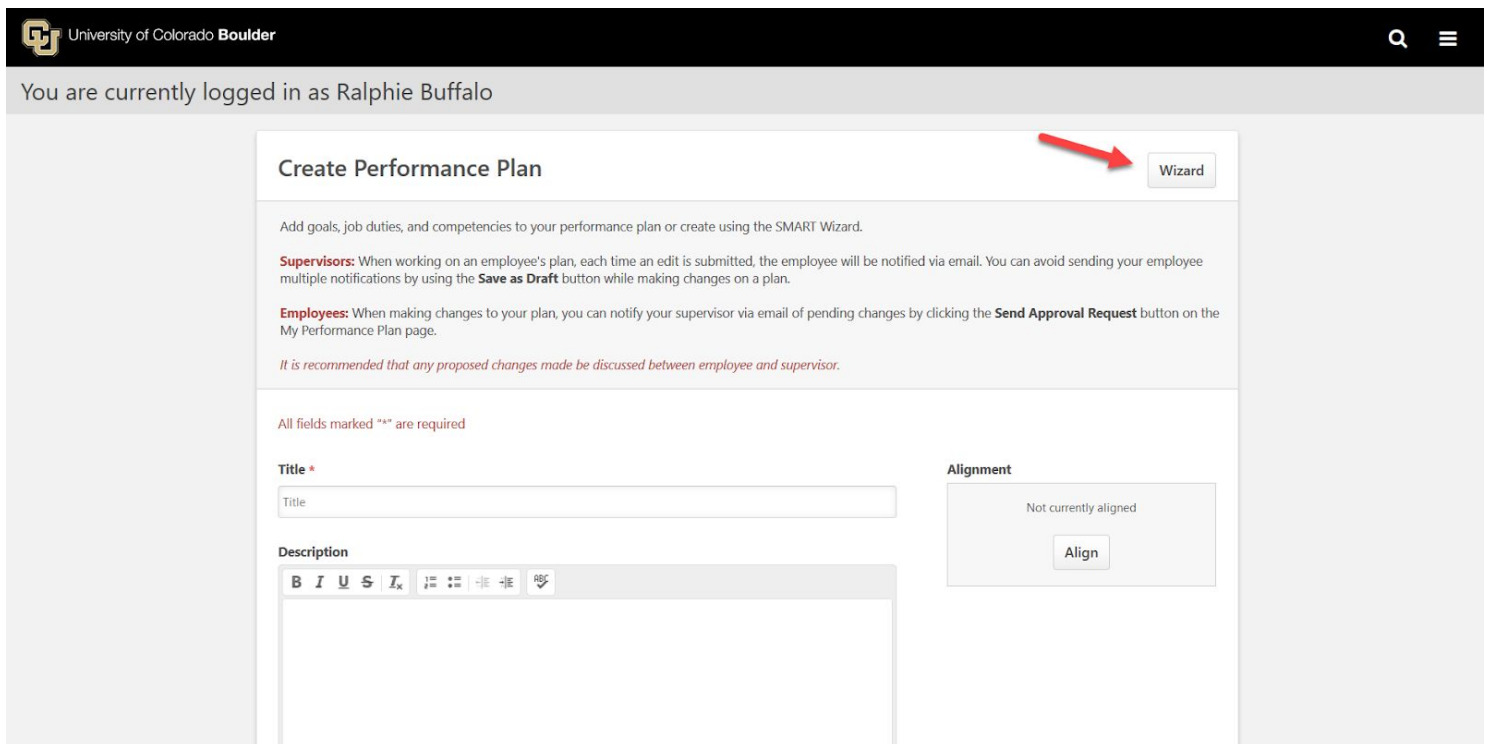 CU University of Colorado Boulder
You are currently logged in as Ralphie Buffalo
Create Performance Plan
Wizard
Add goals, job duties, and competencies to your performance plan or create using the SMART Wizard.
Supervisors: When working on an employee's plan, each time an edit is submitted, the employee will be notified via email. You can avoid sending your employee
multiple notifications by using the Save as Draft button while making changes on a plan.
Employees: When making changes to your plan, you can notify your supervisor via email of pending changes by clicking the Send Approval Request button on the
My Performance Plan page.
It is recommended that any proposed changes made be discussed between employee and supervisor.
All fields marked "*" are required
Title *
Title
Alignment
Not currently aligned
Align
Description
B I U S Ix ABC